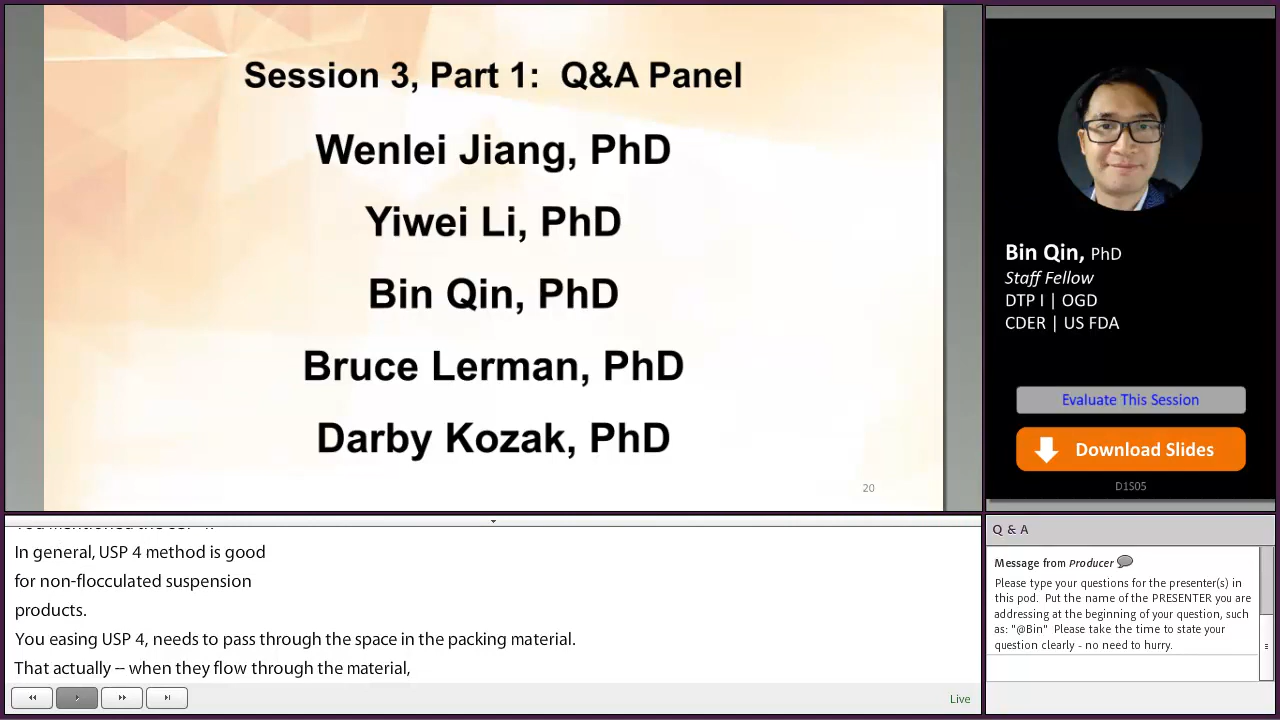 Session 3, Part 1: Q&A Panel
Wenlei Jiang, PhD
Yiwei Li, PhD
Bin Qin, PhD
Bruce Lerman, PhD
Darby Kozak, PhD
20
Bin Qin, PhD
Staff Fellow
DTP I | OGD
CDER | US FDA
Evaluate This Session
Download Slides
D1S05
In general, USP 4 method is good
for non-flocculated suspension
products.
You easing USP 4, needs to pass through the space in the packing material.
That actually -- when they flow through the material,
Live
Q & A
Message from Producer
Please type your questions for the presenter(s) in
this pod. Put the name of the PRESENTER you are
addressing at the beginning of your question, such
as: "@Bin" Please take the time to state your
question clearly - no need to hurry.